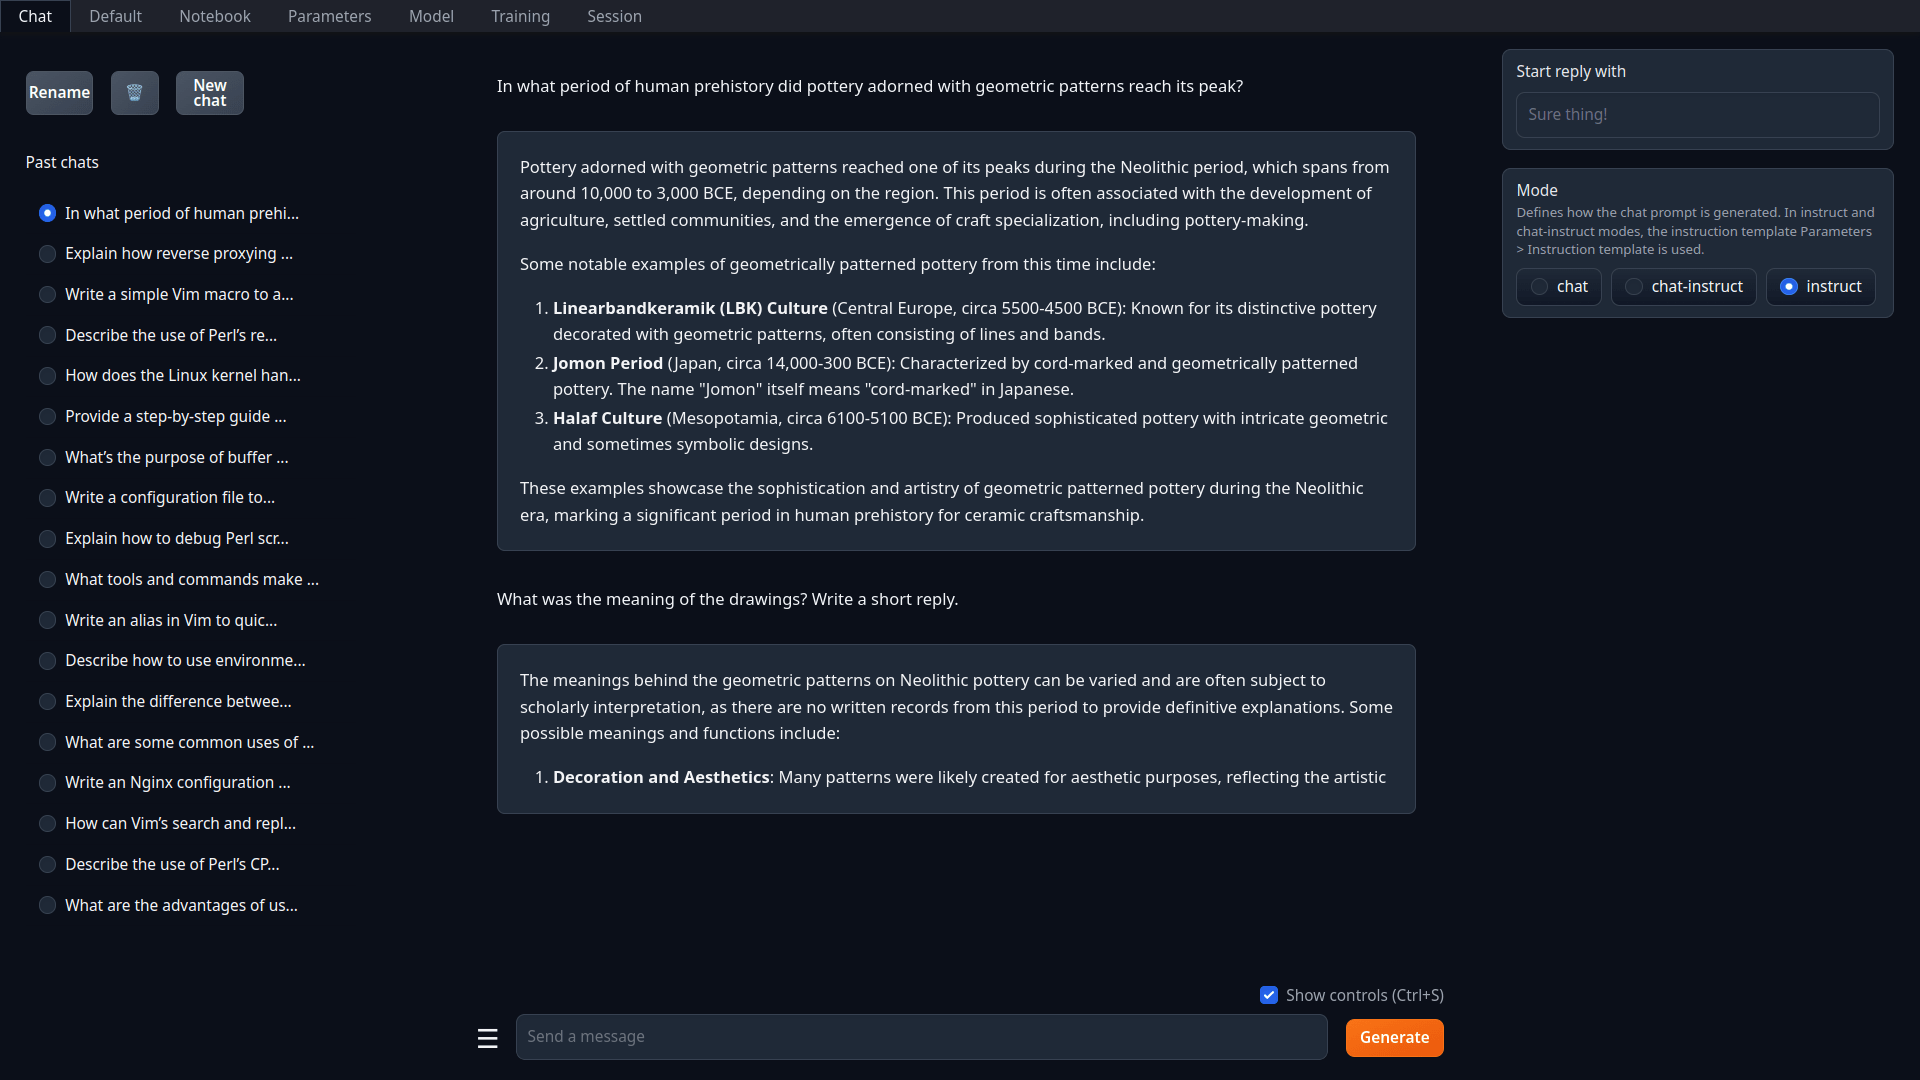 Chat
Default
Notebook
Parameters
Model
Training
Session
Rename
New
chat
Past chats
In what period of human prehi...
Explain how reverse proxying ...
Write a simple Vim macro to a...
Describe the use of Perl’s re...
How does the Linux kernel han...
Provide a step-by-step guide ...
What’s the purpose of buffer ...
Write a configuration file to...
Explain how to debug Perl scr...
What tools and commands make ...
Write an alias in Vim to quic...
Describe how to use environme...
Explain the difference betwee...
What are some common uses of ...
Write an Nginx configuration ...
How can Vim’s search and repl...
Describe the use of Perl’s CP...
What are the advantages of us...
In what period of human prehistory did pottery adorned with geometric patterns reach its peak?
Pottery adorned with geometric patterns reached one of its peaks during the Neolithic period, which spans from
around 10,000 to 3,000 BCE, depending on the region. This period is often associated with the development of
agriculture, settled communities, and the emergence of craft specialization, including pottery-making.
Some notable examples of geometrically patterned pottery from this time include:
1. Linearbandkeramik (LBK) Culture (Central Europe, circa 5500-4500 BCE): Known for its distinctive pottery
decorated with geometric patterns, often consisting of lines and bands.
2. Jomon Period (Japan, circa 14,000-300 BCE): Characterized by cord-marked and geometrically patterned
pottery. The name "Jomon" itself means "cord-marked" in Japanese.
3. Halaf Culture (Mesopotamia, circa 6100-5100 BCE): Produced sophisticated pottery with intricate geometric
and sometimes symbolic designs.
These examples showcase the sophistication and artistry of geometric patterned pottery during the Neolithic
era, marking a significant period in human prehistory for ceramic craftsmanship.
What was the meaning of the drawings? Write a short reply.
The meanings behind the geometric patterns on Neolithic pottery can be varied and are often subject to
scholarly interpretation, as there are no written records from this period to provide definitive explanations. Some
possible meanings and functions include:
1. Decoration and Aesthetics: Many patterns were likely created for aesthetic purposes, reflecting the artistic
Show controls (Ctrl+S)
Send a message
Generate
Start reply with
Sure thing!
Mode
Defines how the chat prompt is generated. In instruct and
chat-instruct modes, the instruction template Parameters
> Instruction template is used.
chat
chat-instruct
instruct